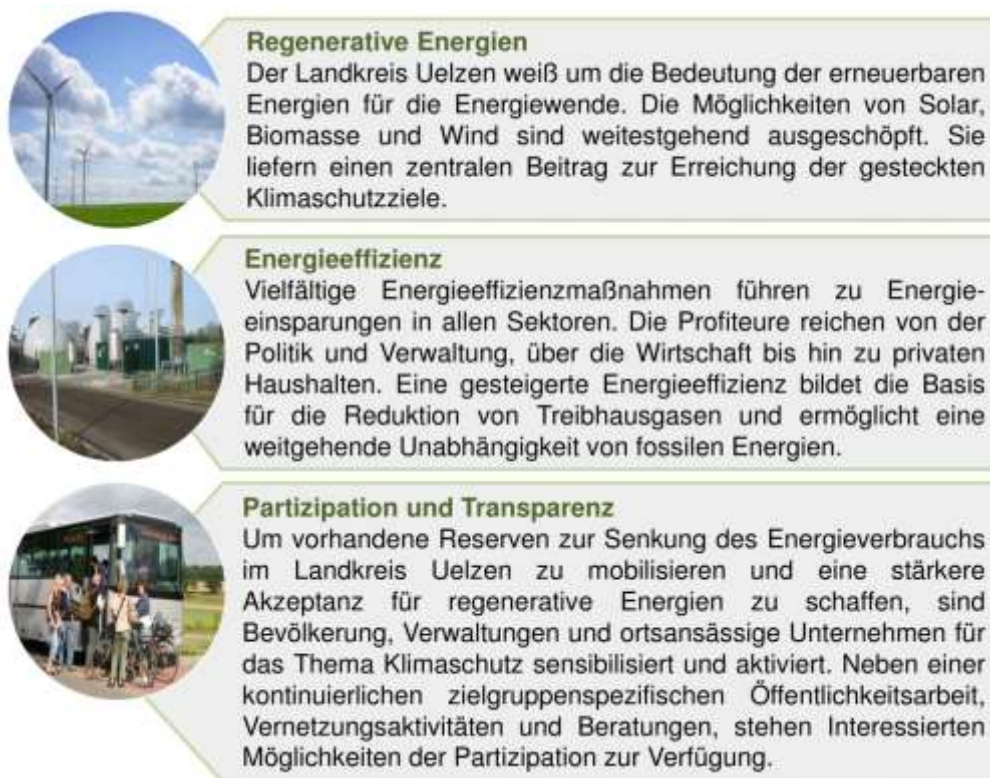 Regenerative Energien
Der Landkreis Uelzen weiß um die Bedeutung der erneuerbaren
Energien für die Energiewende. Die Möglichkeiten von Solar,
Biomasse und Wind sind weitestgehend ausgeschöpft. Sie
liefern einen zentralen Beitrag zur Erreichung der gesteckten
Klimaschutzziele.
Energieeffizienz
Vielfältige Energieeffizienzmaßnahmen führen zu Energie-
einsparungen in allen Sektoren. Die Profiteure reichen von der
Politik und Verwaltung, über die Wirtschaft bis hin zu privaten
Haushalten. Eine gesteigerte Energieeffizienz bildet die Basis
für die Reduktion von Treibhausgasen und ermöglicht eine
weitgehende Unabhängigkeit von fossilen Energien.
Partizipation und Transparenz
Um vorhandene Reserven zur Senkung des Energieverbrauchs
im Landkreis Uelzen zu mobilisieren und eine stärkere
Akzeptanz für regenerative Energien zu schaffen, sind
Bevölkerung, Verwaltungen und ortsansässige Unternehmen für
das Thema Klimaschutz sensibilisiert und aktiviert. Neben einer
kontinuierlichen zielgruppenspezifischen Öffentlichkeitsarbeit,
Vernetzungsaktivitäten und Beratungen, stehen Interessierten
Möglichkeiten der Partizipation zur Verfügung.